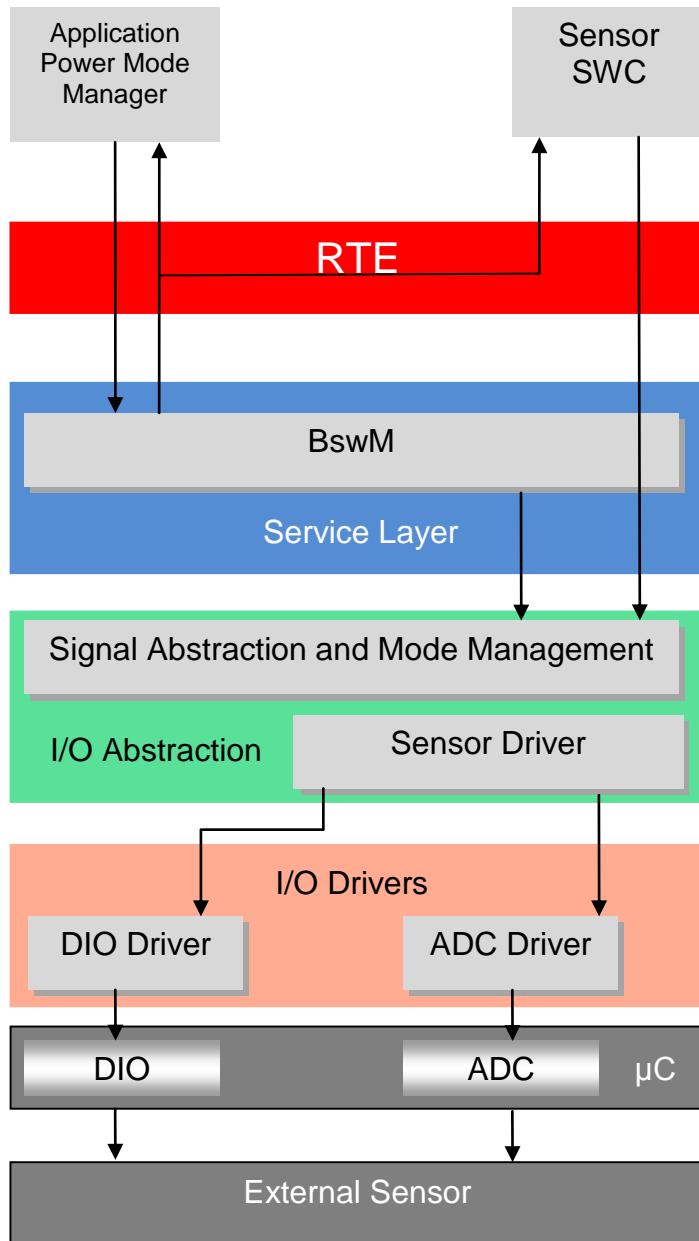 Application
Power Mode
Manager
Sensor
SWC
RTE
BswM
Service Layer
Signal Abstraction and Mode Management
I/O Abstraction
Sensor Driver
I/O Drivers
DIO Driver
ADC Driver
DIO
ADC
µC
External Sensor